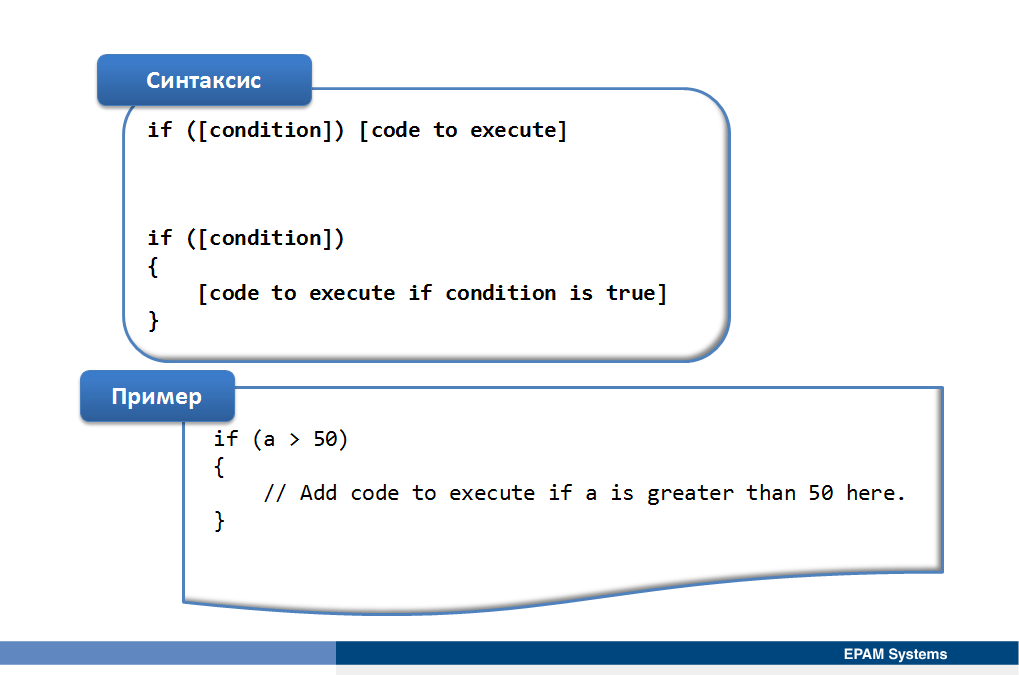 Синтаксис
if ([condition]) [code to execute]
if ([condition])
{
[code to execute if condition is true]
}
Пример
if (a > 50)
{
// Add code to execute if a is greater than 50 here.
}
EPAM Systems